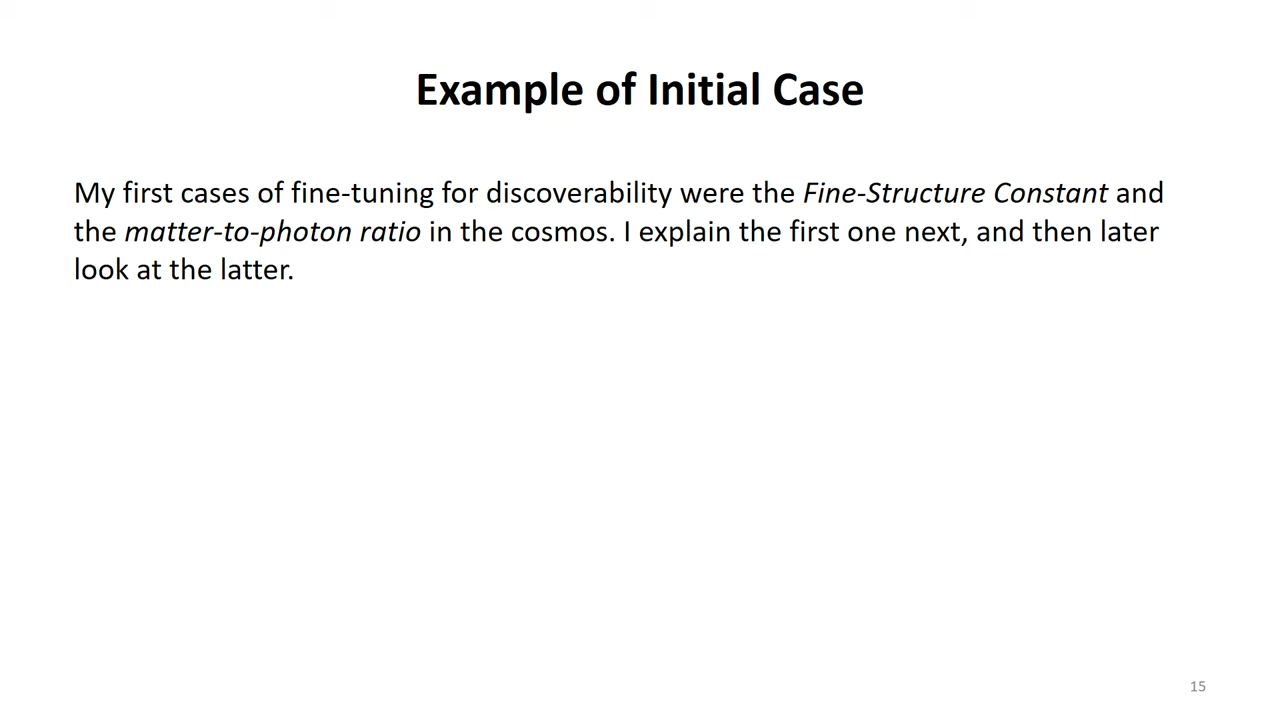 Example of Initial Case
My first cases of fine-tuning for discoverability were the Fine-Structure Constant and
the matter-to-photon ratio in the cosmos. I explain the first one next, and then later
look at the latter.
15